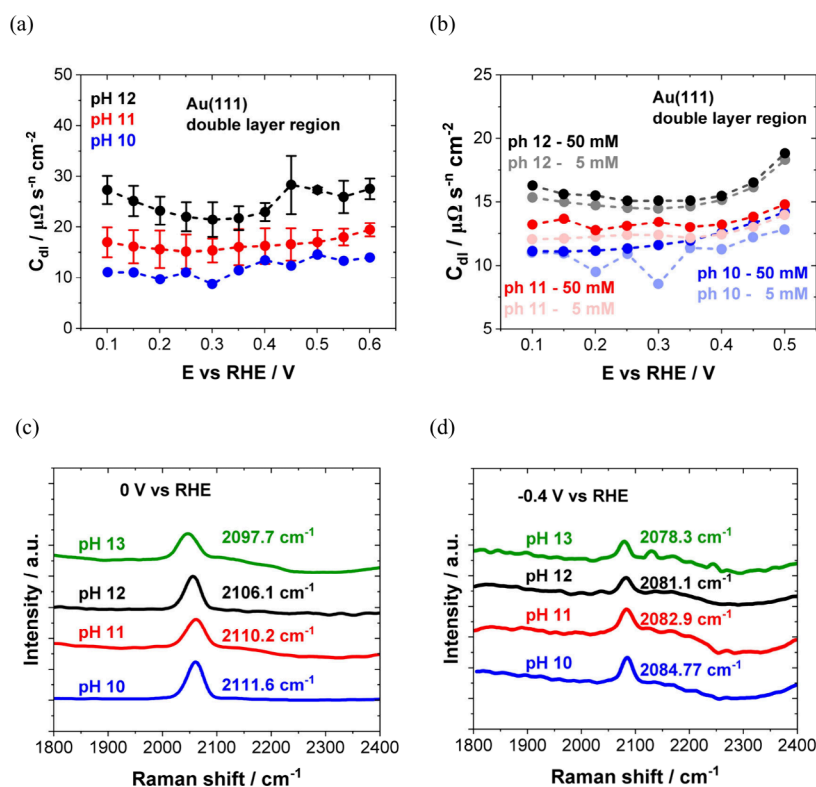 (a)
50
40
30
20
10
0
C_dl / μΩ s⁻ⁿ cm⁻²
pH 12
pH 11
pH 10
Au(111)
double layer region
0.1 0.2 0.3 0.4 0.5 0.6
E vs RHE / V
(b)
25
20
15
10
5
C_dl / μΩ s⁻ⁿ cm⁻²
Au(111)
double layer region
ph 12 - 50 mM
ph 12 - 5 mM
ph 11 - 50 mM
ph 11 - 5 mM
ph 10 - 50 mM
ph 10 - 5 mM
0.1 0.2 0.3 0.4 0.5
E vs RHE / V
(c)
Intensity / a.u.
0 V vs RHE
pH 13 2097.7 cm⁻¹
pH 12 2106.1 cm⁻¹
pH 11 2110.2 cm⁻¹
pH 10 2111.6 cm⁻¹
1800 1900 2000 2100 2200 2300 2400
Raman shift / cm⁻¹
(d)
Intensity / a.u.
-0.4 V vs RHE
pH 13 2078.3 cm⁻¹
pH 12 2081.1 cm⁻¹
pH 11 2082.9 cm⁻¹
pH 10 2084.77 cm⁻¹
1800 1900 2000 2100 2200 2300 2400
Raman shift / cm⁻¹